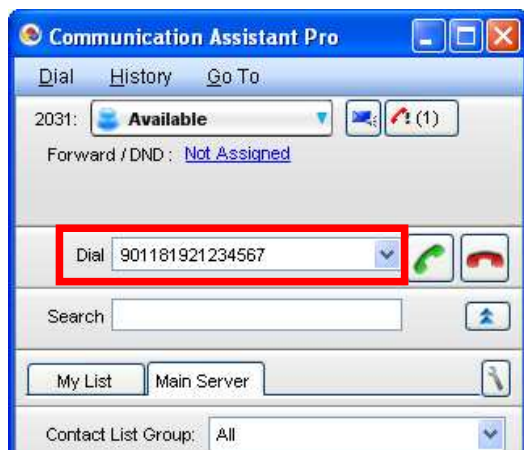 Communication Assistant Pro
Dial History Go To
2031: Available (1)
Forward / DND : Not Assigned
Dial 901181921234567
Search
My List Main Server
Contact List Group: All